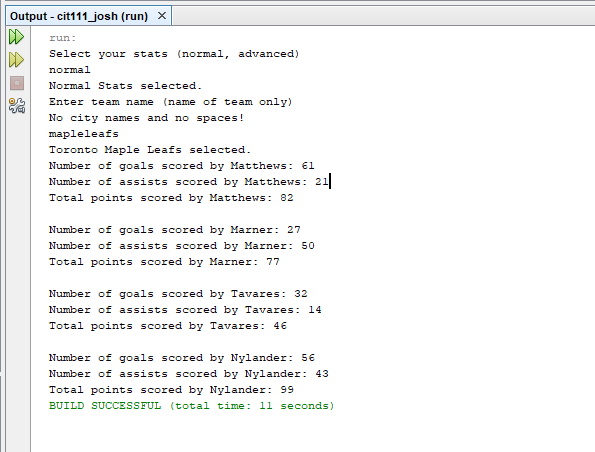 Output - cit111_josh (run)
run:
Select your stats (normal, advanced)
normal
Normal Stats selected.
Enter team name (name of team only)
No city names and no spaces!
mapleleafs
Toronto Maple Leafs selected.
Number of goals scored by Matthews: 61
Number of assists scored by Matthews: 21
Total points scored by Matthews: 82
Number of goals scored by Marner: 27
Number of assists scored by Marner: 50
Total points scored by Marner: 77
Number of goals scored by Tavares: 32
Number of assists scored by Tavares: 14
Total points scored by Tavares: 46
Number of goals scored by Nylander: 56
Number of assists scored by Nylander: 43
Total points scored by Nylander: 99
BUILD SUCCESSFUL (total time: 11 seconds)